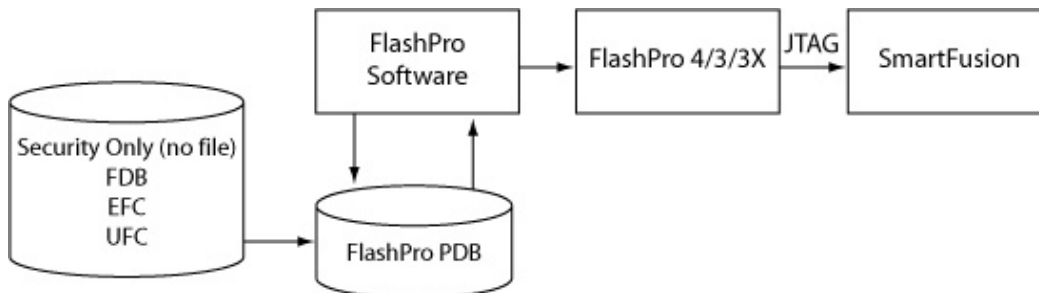 FlashPro
Software
FlashPro 4/3/3X
JTAG
SmartFusion
Security Only (no file)
FDB
EFC
UFC
FlashPro PDB